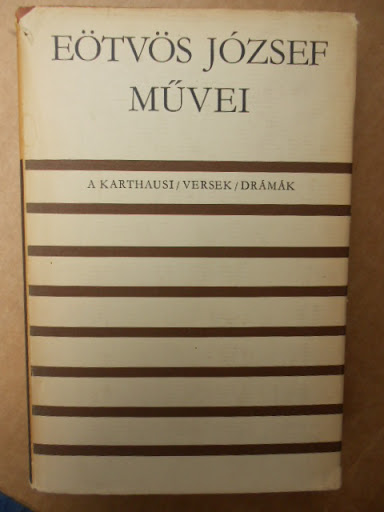 EÖTVÖS JÓZSEF
MŰVEI
A KARTHAUSI / VERSEK / DRÁMÁK